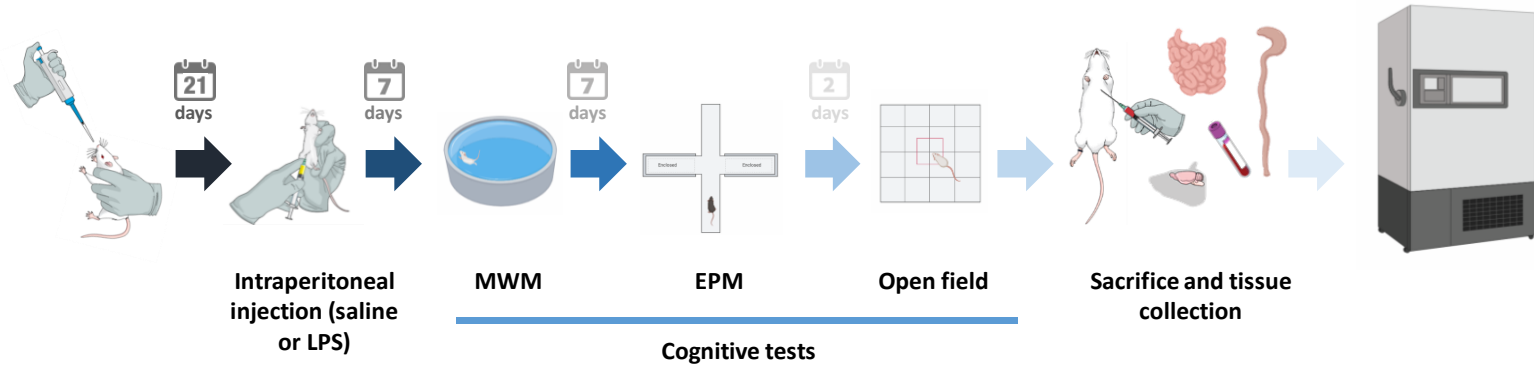 21
days
7
days
7
days
2
days
Enclosed
Enclosed
Intraperitoneal
injection (saline
or LPS)
MWM
EPM
Open field
Sacrifice and tissue
collection
Cognitive tests